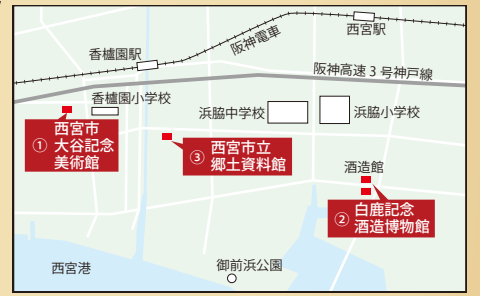 西宮駅
阪神電車
香櫨園駅
阪神高速3号神戸線
香櫨園小学校
浜脇中学校
浜脇小学校
① 西宮市
大谷記念
美術館
③ 西宮市立
郷土資料館
酒造館
② 白鹿記念
酒造博物館
西宮港
御前浜公園